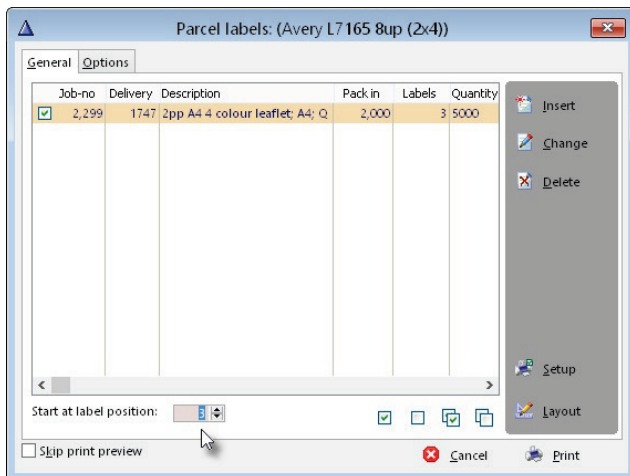 Parcel labels: (Avery L7165 8up (2x4))
General Options
Job-no Delivery Description Pack in Labels Quantity
2,299 1747 2pp A4 4 colour leaflet; A4; Q 2,000 3 5000
Insert
Change
Delete
Setup
Layout
Start at label position: 3
Skip print preview
Cancel Print